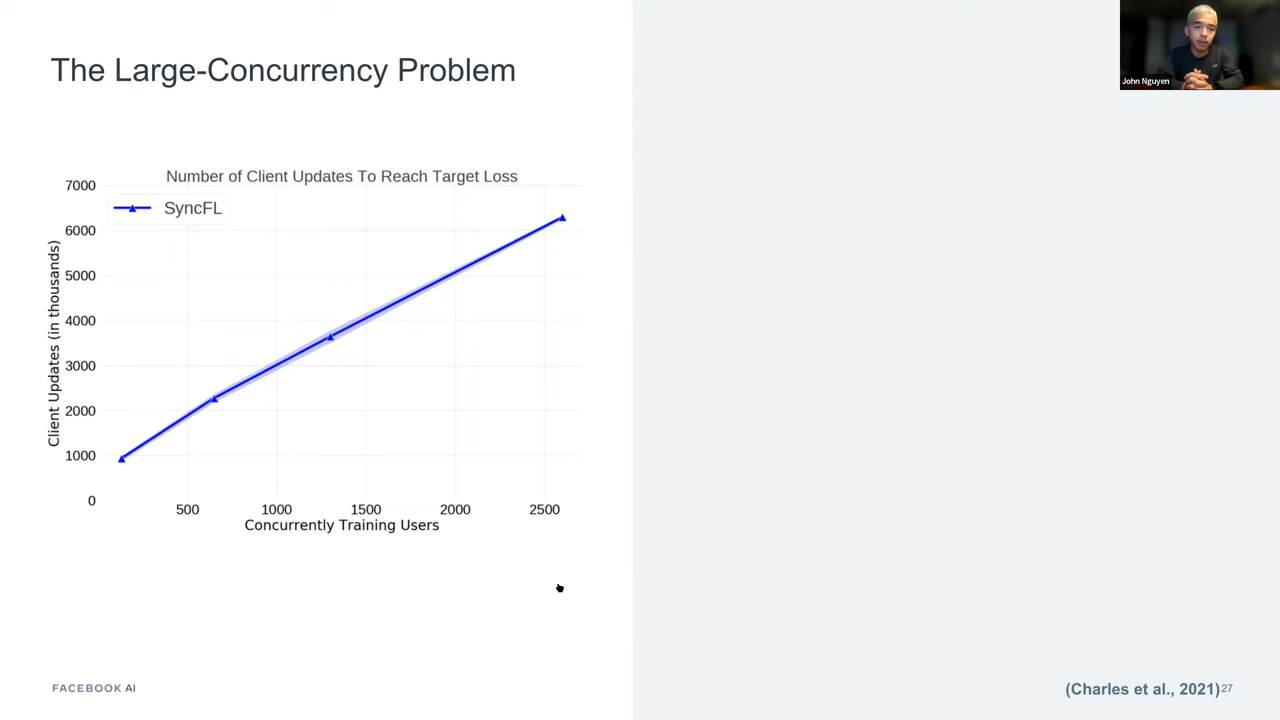 The Large-Concurrency Problem
John Nguyen
Number of Client Updates To Reach Target Loss
SyncFL
Client Updates (in thousands)
7000
6000
5000
4000
3000
2000
1000
0
500 1000 1500 2000 2500
Concurrently Training Users
FACEBOOK AI
(Charles et al., 2021) 27